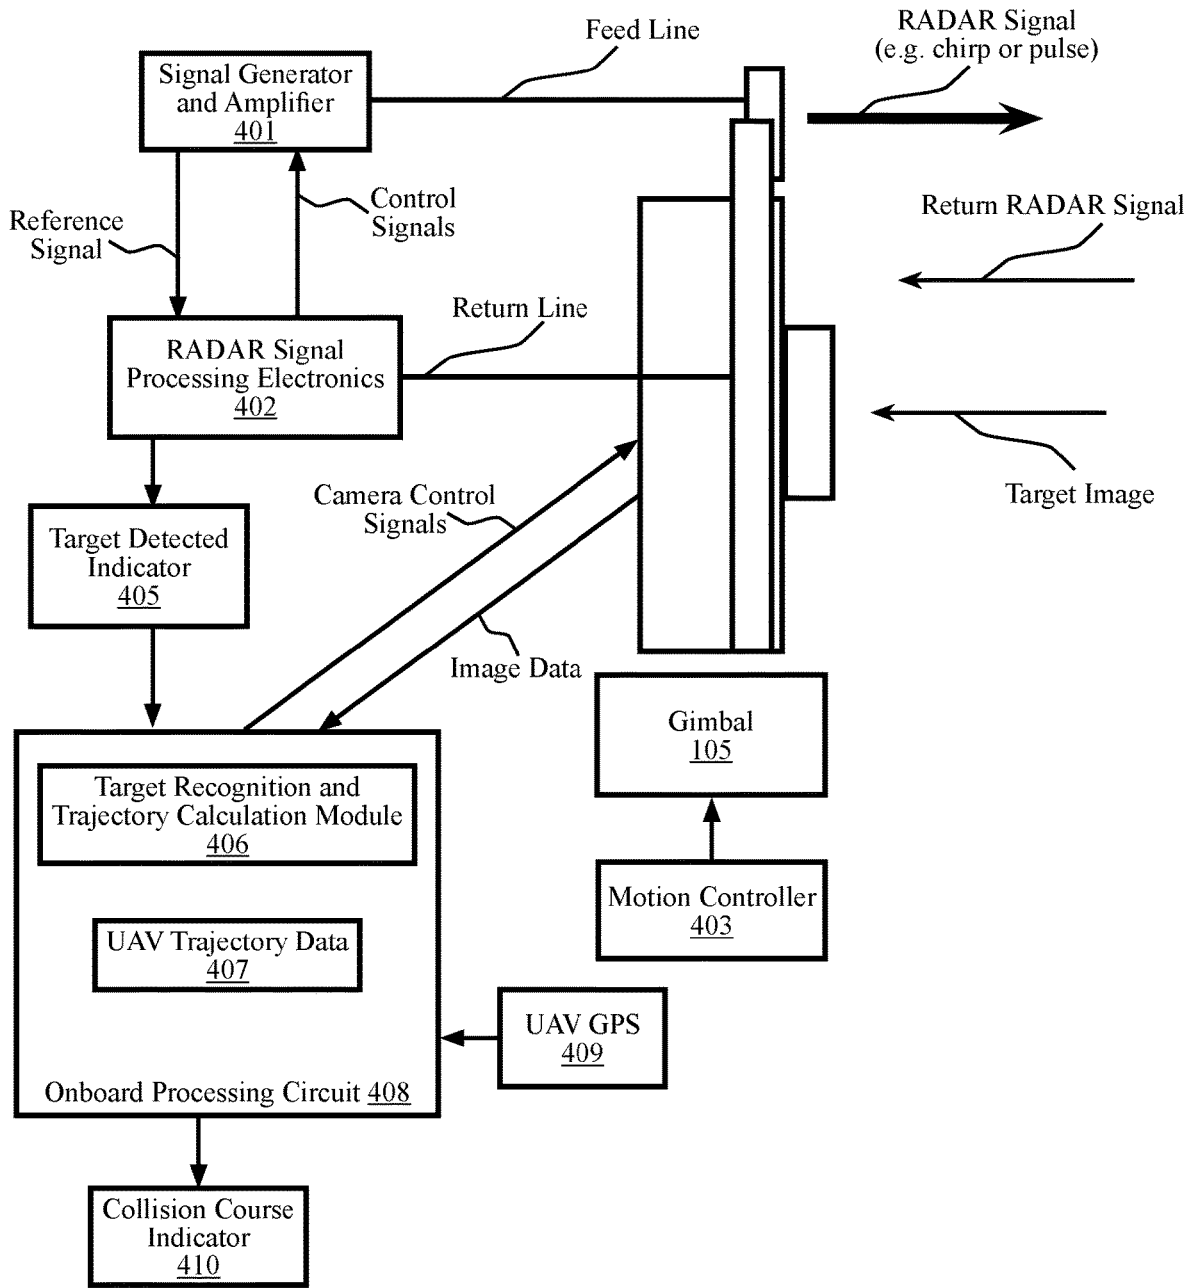 Feed Line
RADAR Signal
(e.g. chirp or pulse)
Signal Generator
and Amplifier
401
Reference
Signal
Control
Signals
Return RADAR Signal
Return Line
RADAR Signal
Processing Electronics
402
Target Image
Camera Control
Signals
Target Detected
Indicator
405
Image Data
Gimbal
105
Target Recognition and
Trajectory Calculation Module
406
Motion Controller
403
UAV Trajectory Data
407
UAV GPS
409
Onboard Processing Circuit 408
Collision Course
Indicator
410